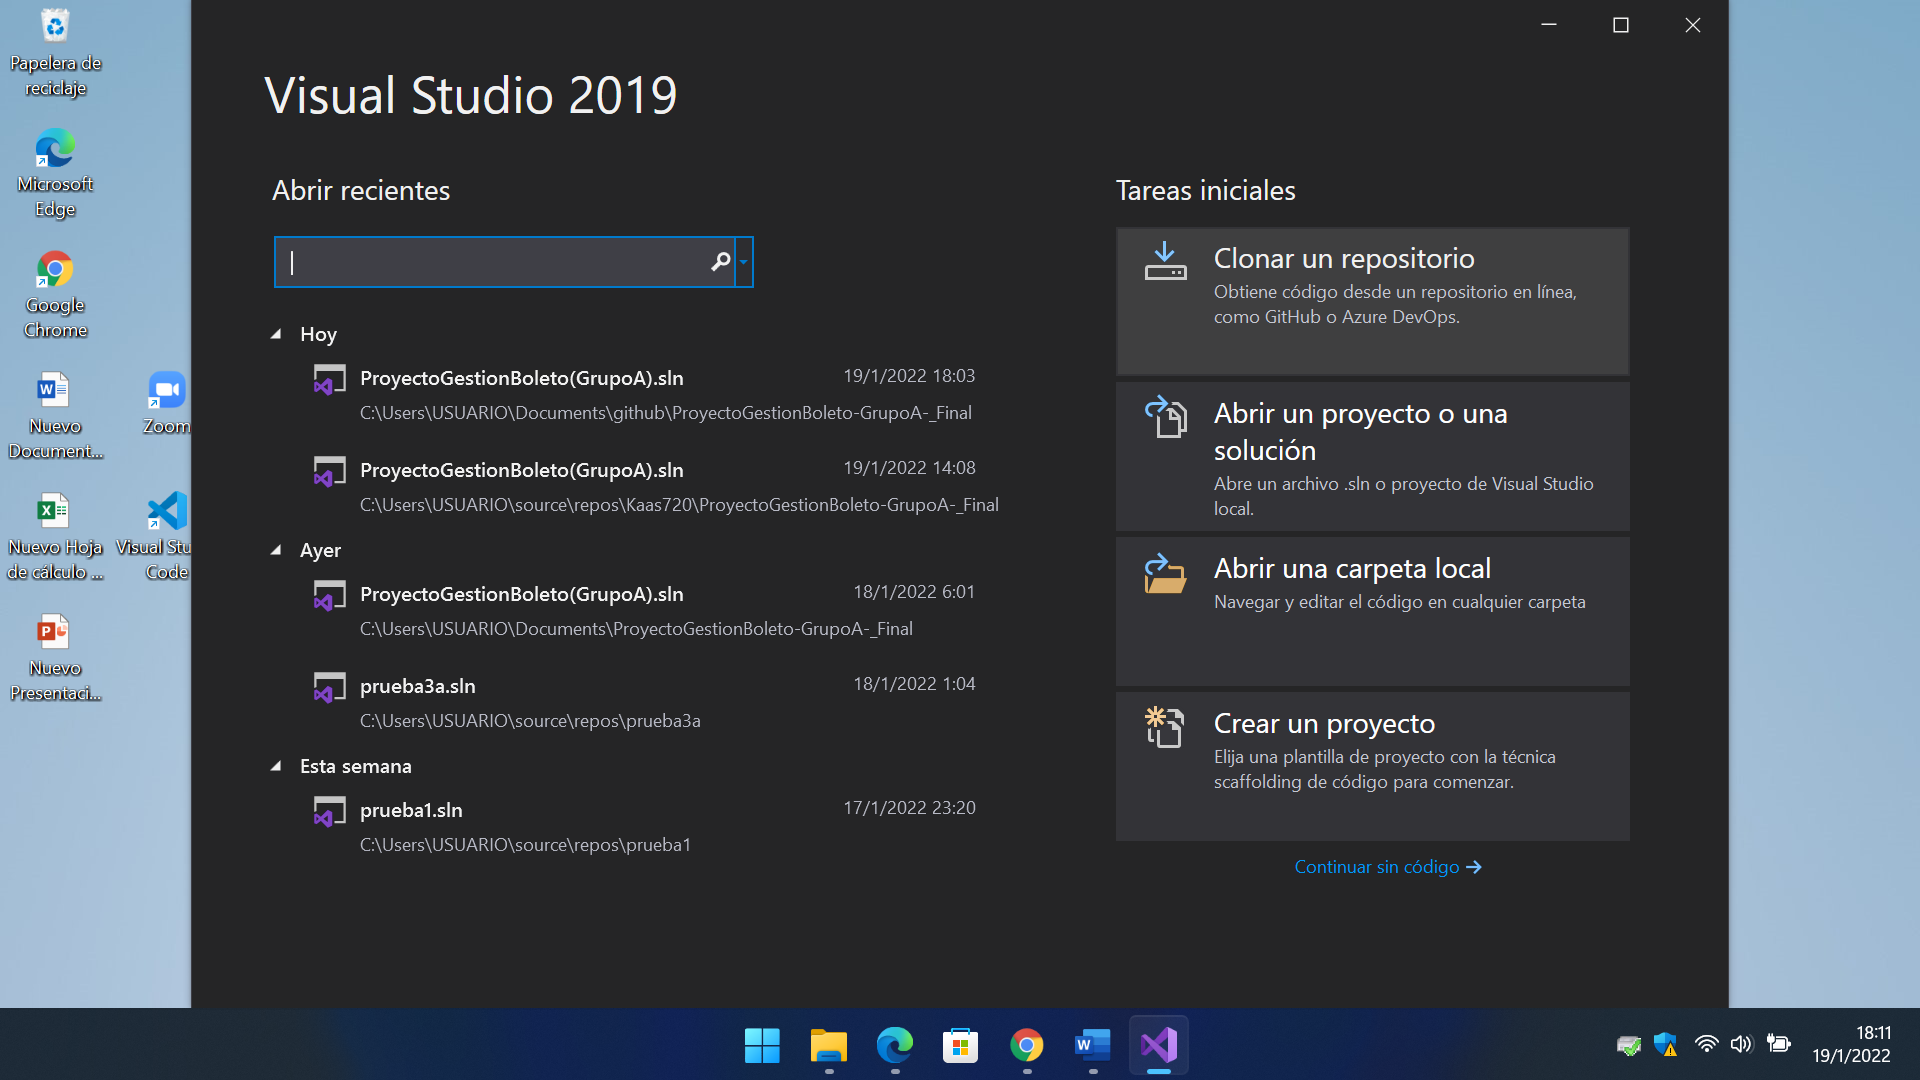 Papelera de
reciclaje
Microsoft
Edge
Google
Chrome
Nuevo
Document...
Zoom
Nuevo Hoja
de cálculo ...
Visual Stu
Code
Nuevo
Presentaci...
Visual Studio 2019
Abrir recientes
Hoy
ProyectoGestionBoleto(GrupoA).sln 19/1/2022 18:03
C:\Users\USUARIO\Documents\github\ProyectoGestionBoleto-GrupoA-_Final
ProyectoGestionBoleto(GrupoA).sln 19/1/2022 14:08
C:\Users\USUARIO\source\repos\Kaas720\ProyectoGestionBoleto-GrupoA-_Final
Ayer
ProyectoGestionBoleto(GrupoA).sln 18/1/2022 6:01
C:\Users\USUARIO\Documents\ProyectoGestionBoleto-GrupoA-_Final
prueba3a.sln 18/1/2022 1:04
C:\Users\USUARIO\source\repos\prueba3a
Esta semana
prueba1.sln 17/1/2022 23:20
C:\Users\USUARIO\source\repos\prueba1
Tareas iniciales
Clonar un repositorio
Obtiene código desde un repositorio en línea,
como GitHub o Azure DevOps.
Abrir un proyecto o una
solución
Abre un archivo .sln o proyecto de Visual Studio
local.
Abrir una carpeta local
Navegar y editar el código en cualquier carpeta
Crear un proyecto
Elija una plantilla de proyecto con la técnica
scaffolding de código para comenzar.
Continuar sin código
18:11
19/1/2022